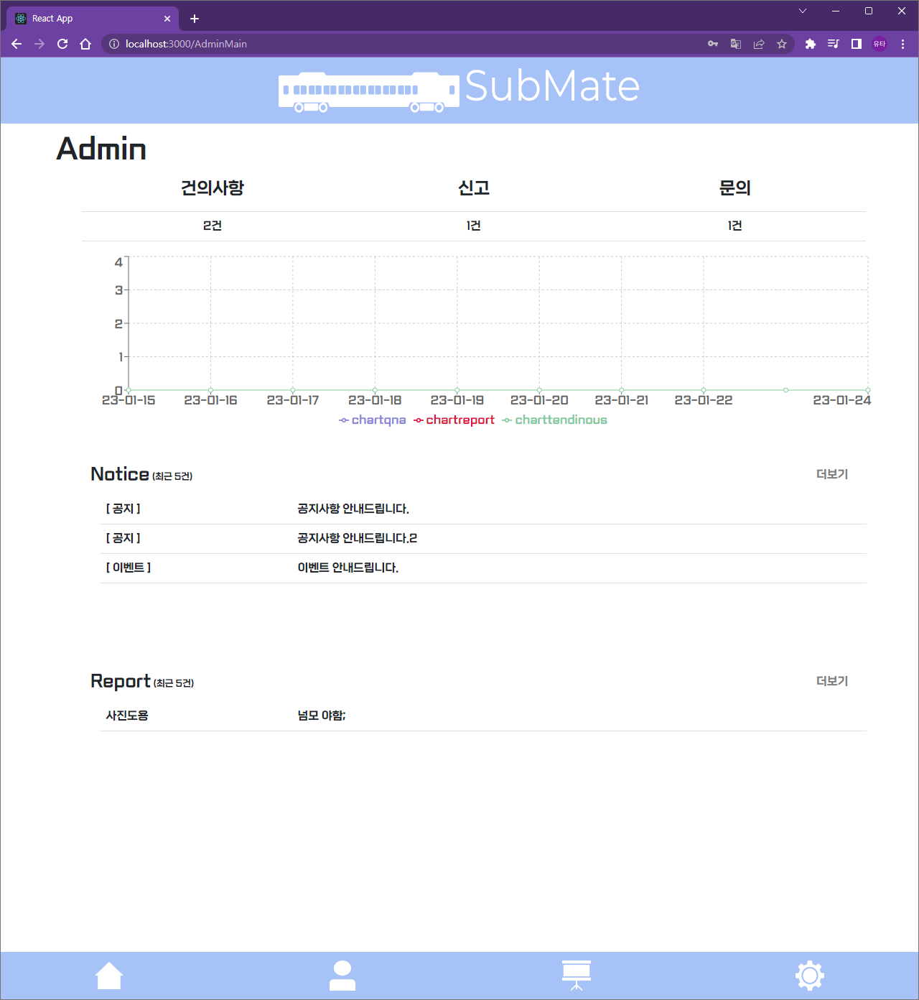 React App
localhost:3000/AdminMain
유타
SubMate
Admin
건의사항 신고 문의
2건 1건 1건
4
3
2
1
0
23-01-15 23-01-16 23-01-17 23-01-18 23-01-19 23-01-20 23-01-21 23-01-22 23-01-24
chartqna chartreport charttendinous
Notice (최근 5건) 더보기
[ 공지 ] 공지사항 안내드립니다.
[ 공지 ] 공지사항 안내드립니다.2
[ 이벤트 ] 이벤트 안내드립니다.
Report (최근 5건) 더보기
사진도용 넘모 야함;